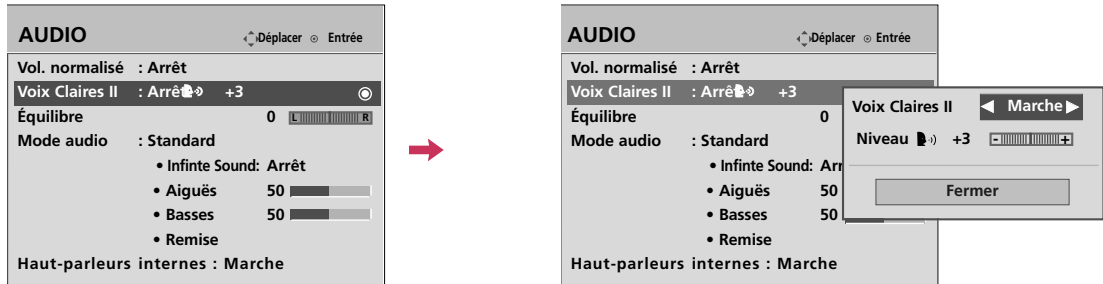 AUDIO
Déplacer Entrée
Vol. normalisé : Arrêt
Voix Claires II : Arrêt +3
Équilibre 0 L R
Mode audio : Standard
• Infinte Sound: Arrêt
• Aiguës 50
• Basses 50
• Remise
Haut-parleurs internes : Marche
AUDIO
Déplacer Entrée
Vol. normalisé : Arrêt
Voix Claires II : Arrêt +3
Équilibre 0
Mode audio : Standard
• Infinte Sound: Arr
• Aiguës 50
• Basses 50
• Remise
Haut-parleurs internes : Marche
Voix Claires II ◀ Marche ▶
Niveau +3 - +
Fermer